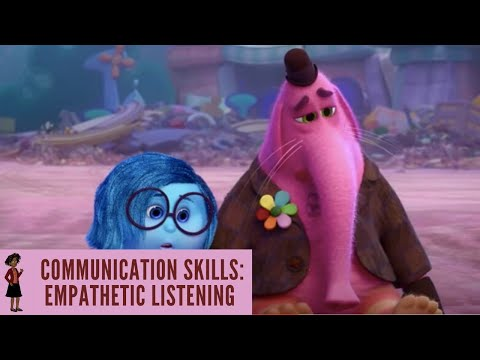 COMMUNICATION SKILLS:
EMPATHETIC LISTENING